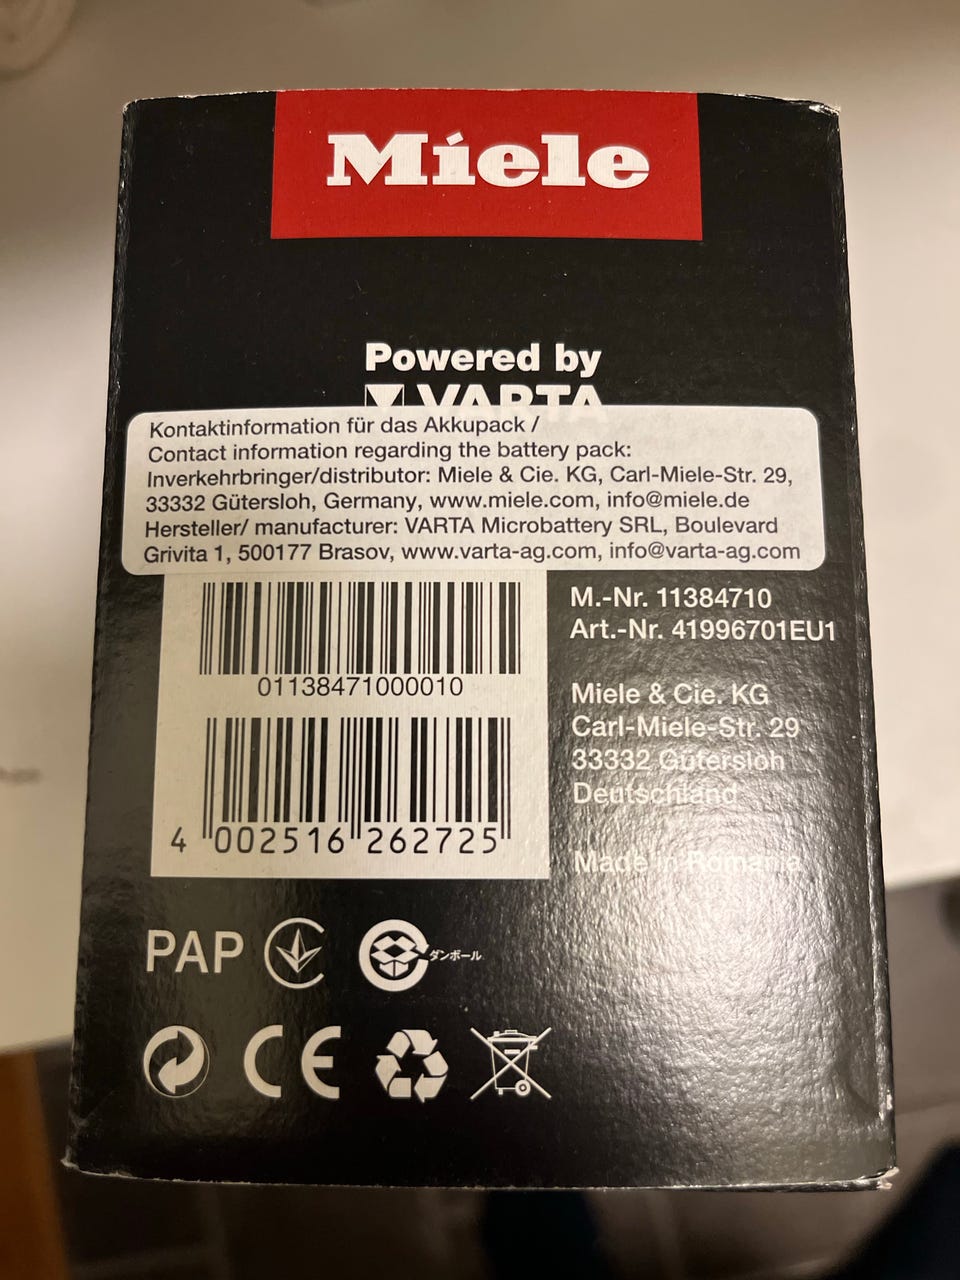 Miele
Powered by
VARTA
Kontaktinformation für das Akkupack /
Contact information regarding the battery pack:
Inverkehrbringer/distributor: Miele & Cie. KG, Carl-Miele-Str. 29,
33332 Gütersloh, Germany, www.miele.com, info@miele.de
Hersteller/ manufacturer: VARTA Microbattery SRL, Boulevard
Grivita 1, 500177 Brasov, www.varta-ag.com, info@varta-ag.com
01138471000010
4 002516 262725
M.-Nr. 11384710
Art.-Nr. 41996701EU1
Miele & Cie. KG
Carl-Miele-Str. 29
33332 Gütersloh
Deutschland
Made in Romania
PAP
ダンボール
CE